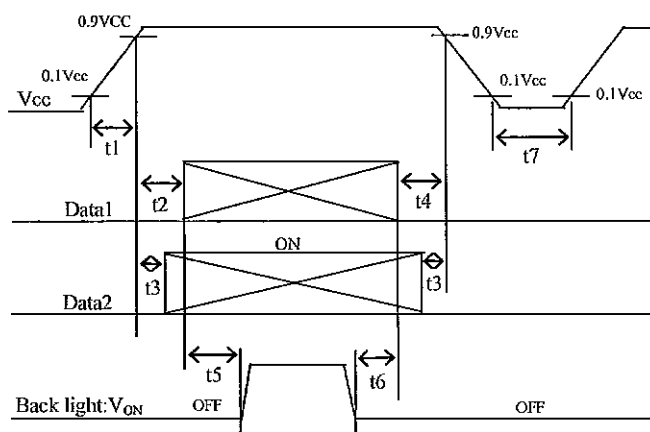 0.9VCC
0.9Vcc
0.1Vcc
0.1Vcc
0.1Vcc
Vcc
t1
t7
t2
t4
Data1
ON
t3
t3
Data2
t5
t6
Back light:VON OFF
OFF